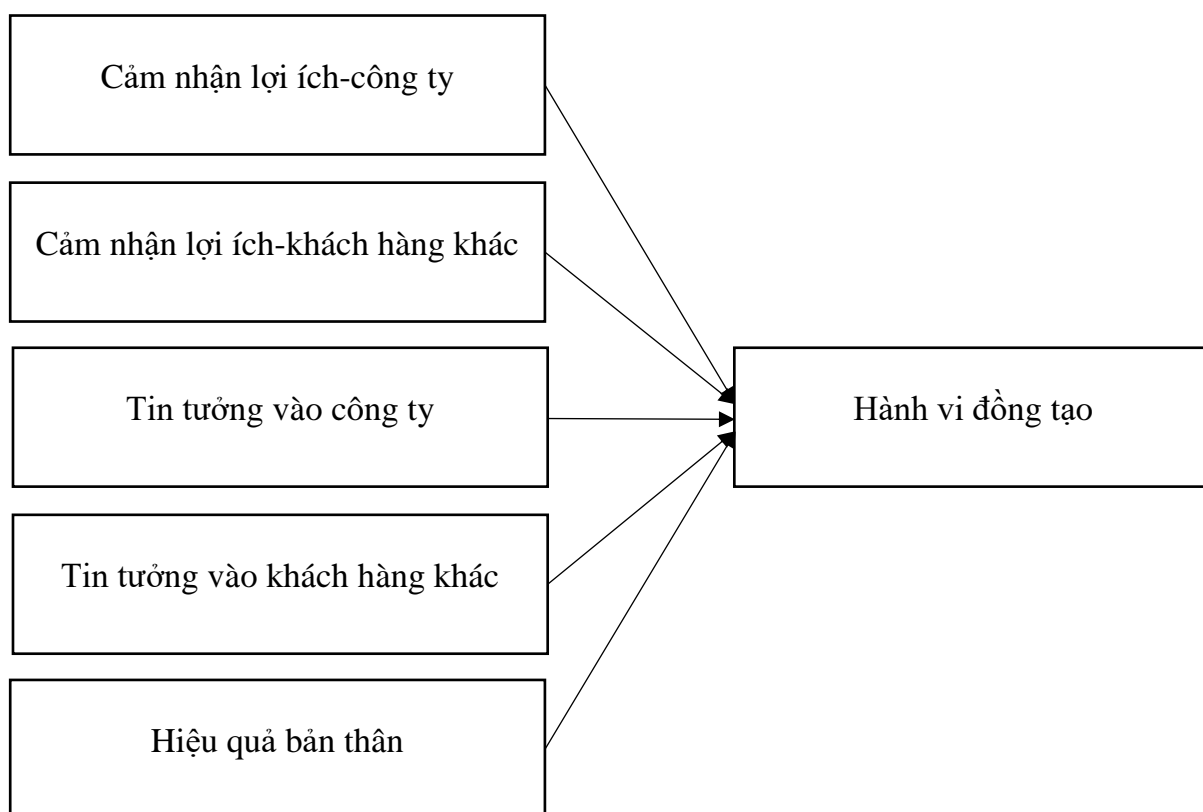 Cảm nhận lợi ích-công ty
Cảm nhận lợi ích-khách hàng khác
Tin tưởng vào công ty
Hành vi đồng tạo
Tin tưởng vào khách hàng khác
Hiệu quả bản thân